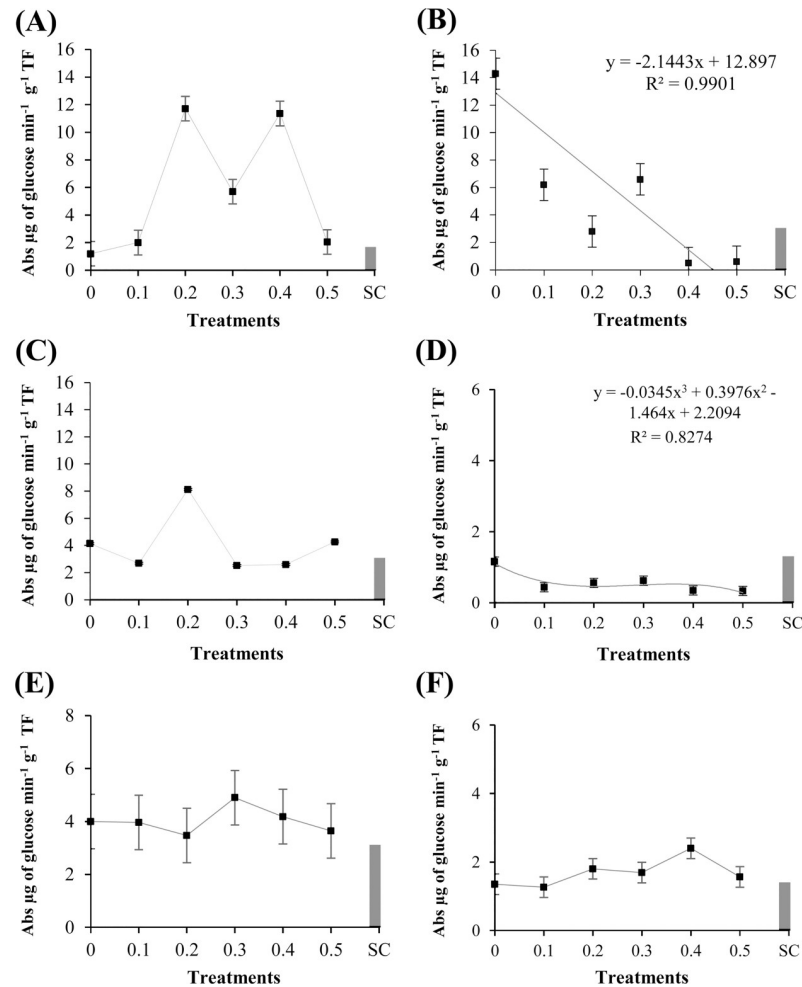 (A)
Abs µg of glucose min⁻¹ g⁻¹ TF
16
14
12
10
8
6
4
2
0
0 0.1 0.2 0.3 0.4 0.5 SC
Treatments
(B)
Abs µg of glucose min⁻¹ g⁻¹ TF
y = -2.1443x + 12.897
R² = 0.9901
16
14
12
10
8
6
4
2
0
0 0.1 0.2 0.3 0.4 0.5 SC
Treatments
(C)
Abs µg of glucose min⁻¹ g⁻¹ TF
16
14
12
10
8
6
4
2
0
0 0.1 0.2 0.3 0.4 0.5 SC
Treatments
(D)
Abs µg of glucose min⁻¹ g⁻¹ TF
y = -0.0345x³ + 0.3976x² -
1.464x + 2.2094
R² = 0.8274
6
4
2
0
0 0.1 0.2 0.3 0.4 0.5 SC
Treatments
(E)
Abs µg of glucose min⁻¹ g⁻¹ TF
8
6
4
2
0
0 0.1 0.2 0.3 0.4 0.5 SC
Treatments
(F)
Abs µg of glucose min⁻¹ g⁻¹ TF
6
4
2
0
0 0.1 0.2 0.3 0.4 0.5 SC
Treatments